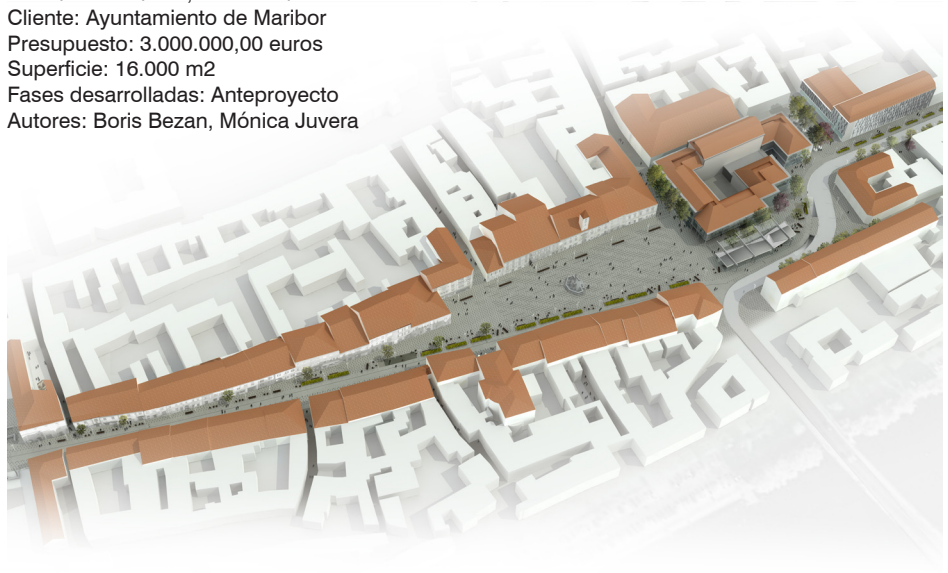 Cliente: Ayuntamiento de Maribor
Presupuesto: 3.000.000,00 euros
Superficie: 16.000 m2
Fases desarrolladas: Anteproyecto
Autores: Boris Bezan, Mónica Juvera